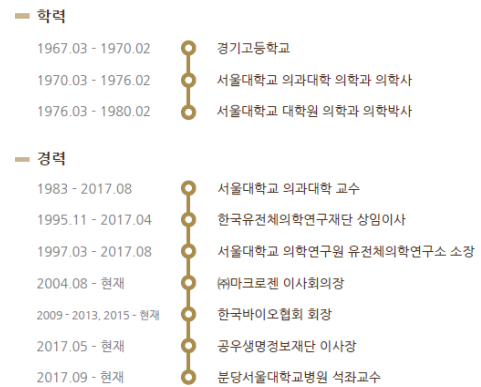 학력
1967.03 - 1970.02 경기고등학교
1970.03 - 1976.02 서울대학교 의과대학 의학과 의학사
1976.03 - 1980.02 서울대학교 대학원 의학과 의학박사
경력
1983 - 2017.08 서울대학교 의과대학 교수
1995.11 - 2017.04 한국유전체의학연구재단 상임이사
1997.03 - 2017.08 서울대학교 의학연구원 유전체의학연구소 소장
2004.08 - 현재 ㈜마크로젠 이사회의장
2009 - 2013, 2015 - 현재 한국바이오협회 회장
2017.05 - 현재 공우생명정보재단 이사장
2017.09 - 현재 분당서울대학교병원 석좌교수